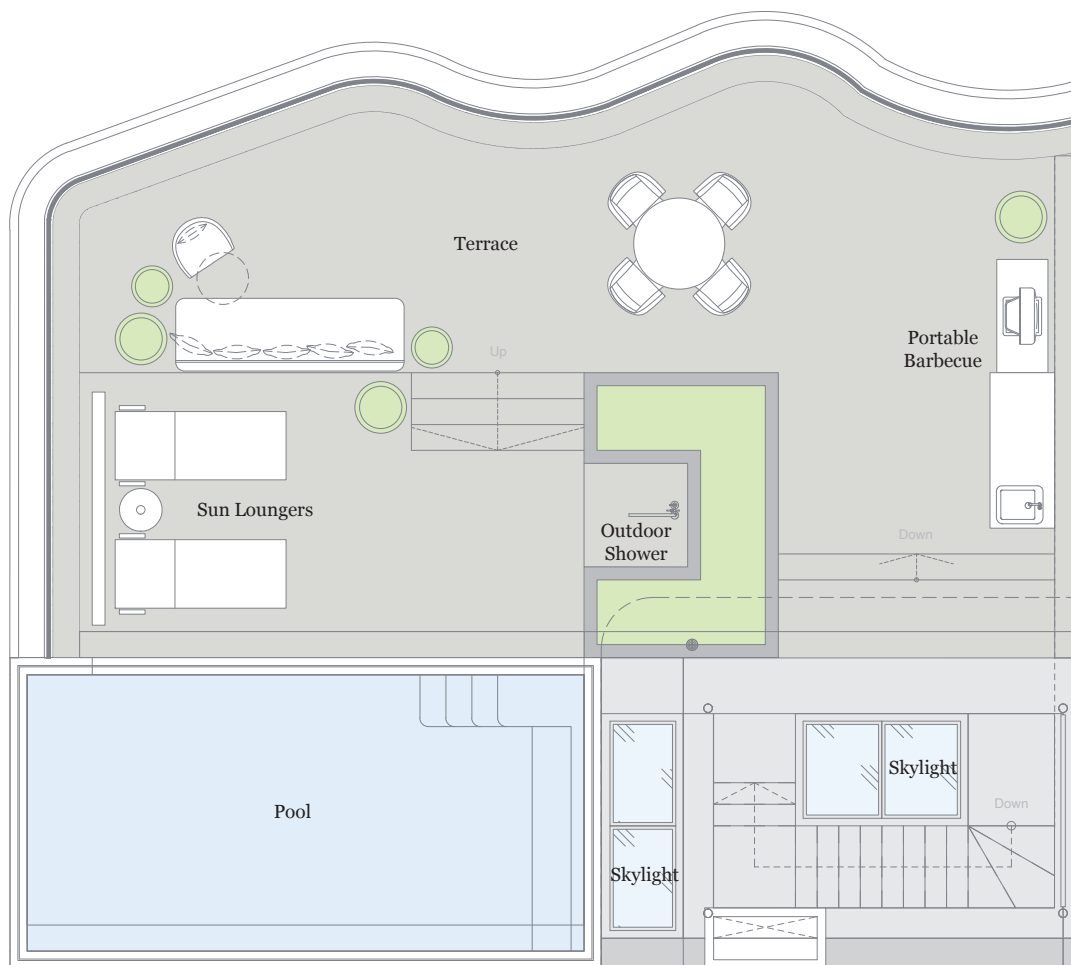 Terrace
Portable
Barbecue
Up
Sun Loungers
Outdoor
Shower
Down
Skylight
Pool
Down
Skylight